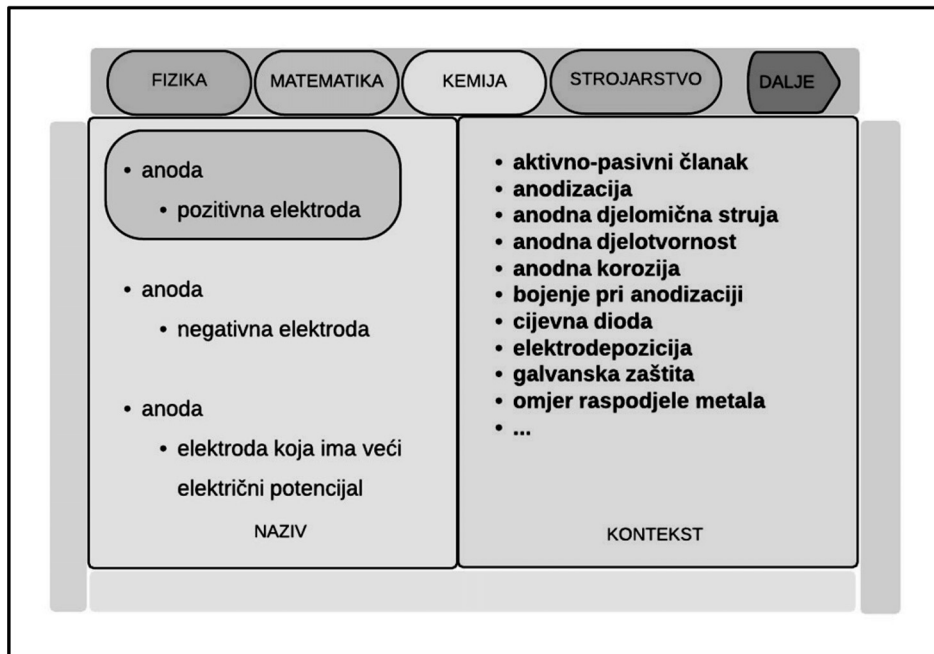 FIZIKA MATEMATIKA KEMIJA STROJARSTVO DALJE
• anoda
• pozitivna elektroda
• anoda
• negativna elektroda
• anoda
• elektroda koja ima veći
električni potencijal
NAZIV
• aktivno-pasivni članak
• anodizacija
• anodna djelomična struja
• anodna djelotvornost
• anodna korozija
• bojenje pri anodizaciji
• cijevna dioda
• elektrodepozicija
• galvanska zaštita
• omjer raspodjele metala
• ...
KONTEKST